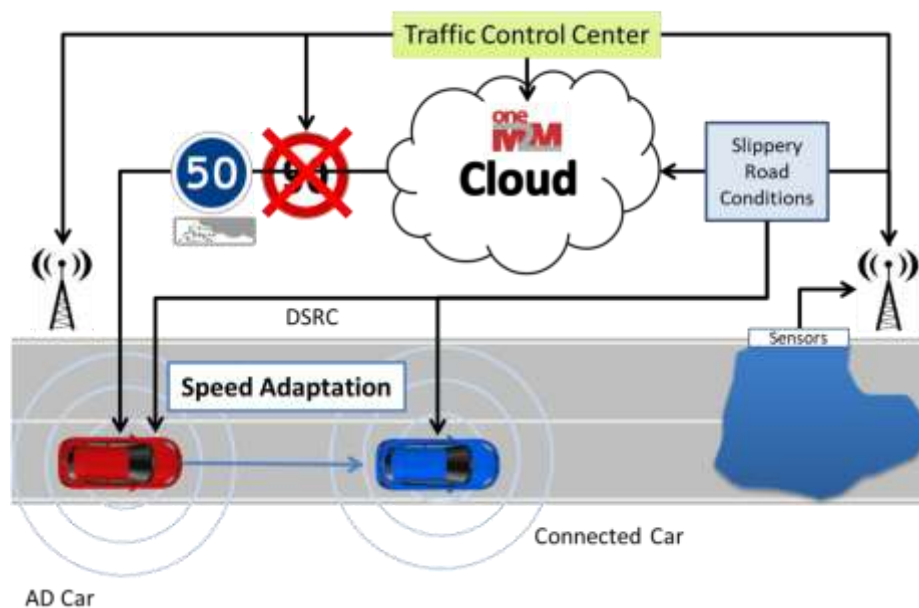 Traffic Control Center
one
M2M
Cloud
50
Slippery
Road
Conditions
DSRC
Sensors
Speed Adaptation
Connected Car
AD Car